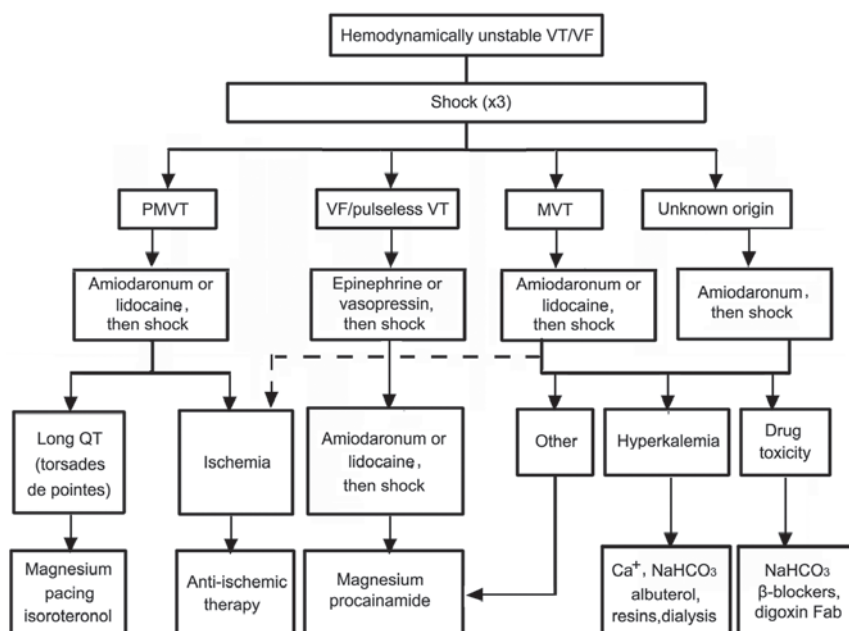 Hemodynamically unstable VT/VF
Shock (x3)
PMVT
VF/pulseless VT
MVT
Unknown origin
Amiodaronum or
lidocaine,
then shock
Epinephrine or
vasopressin,
then shock
Amiodaronum or
lidocaine,
then shock
Amiodaronum,
then shock
Long QT
(torsades
de pointes)
Ischemia
Amiodaronum or
lidocaine,
then shock
Other
Hyperkalemia
Drug
toxicity
Magnesium
pacing
isoroteronol
Anti-ischemic
therapy
Magnesium
procainamide
Ca⁺, NaHCO₃
albuterol,
resins,dialysis
NaHCO₃
β-blockers,
digoxin Fab